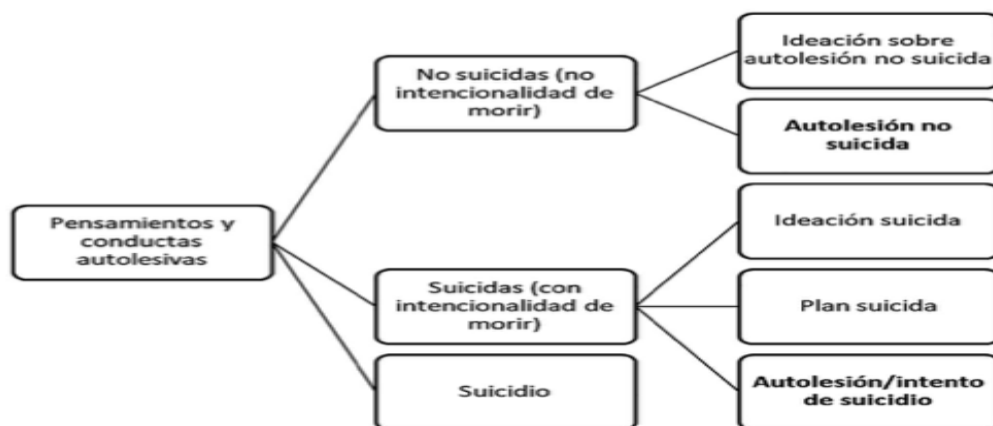 Pensamientos y
conductas
autolesivas
No suicidas (no
intencionalidad de
morir)
Ideación sobre
autolesión no suicida
Autolesión no
suicida
Suicidas (con
intencionalidad de
morir)
Ideación suicida
Plan suicida
Autolesión/intento
de suicidio
Suicidio